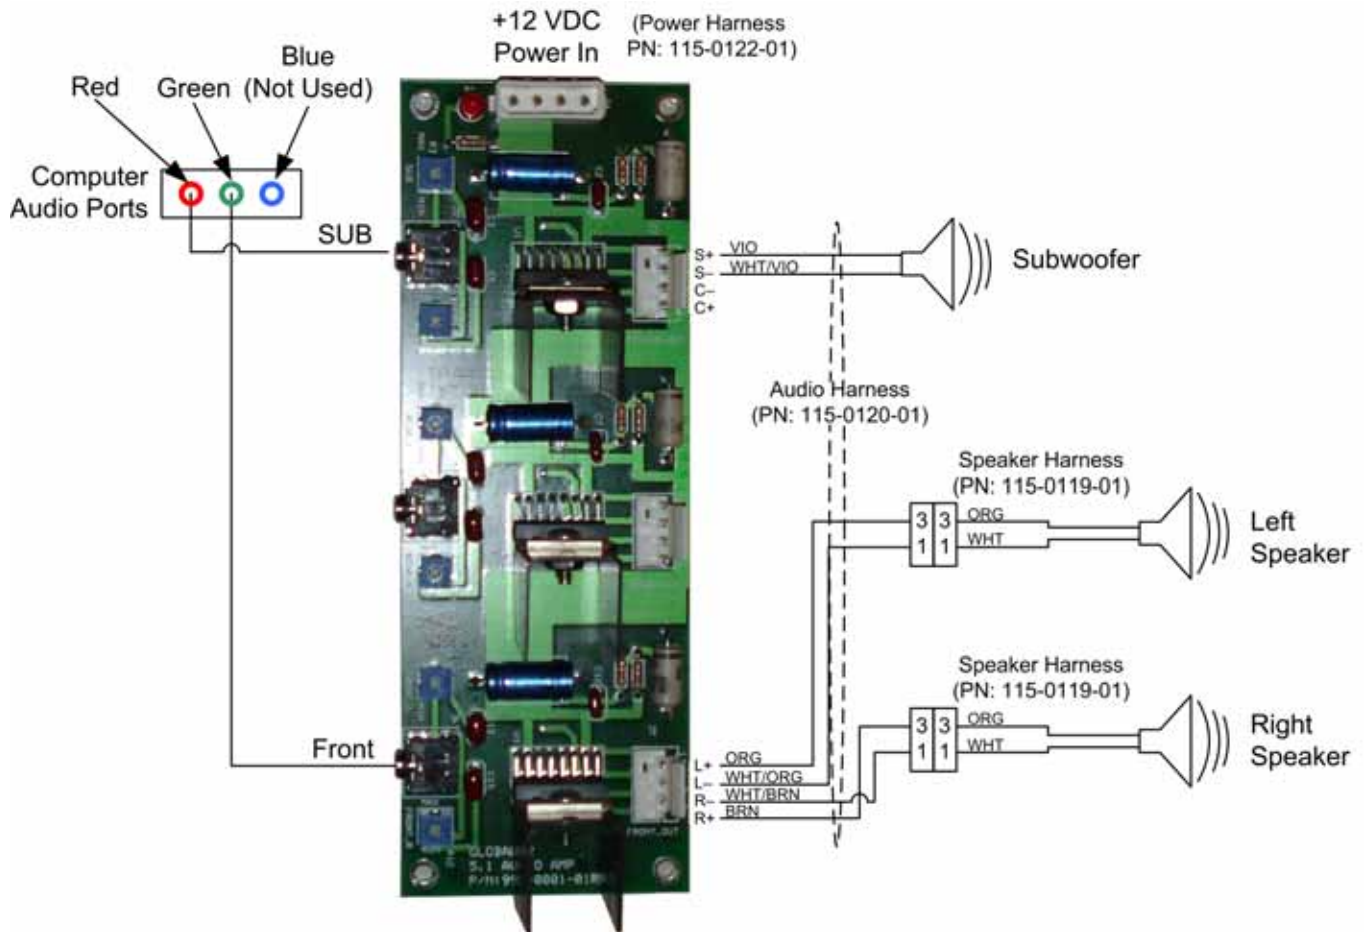 +12 VDC
Power In
(Power Harness
PN: 115-0122-01)
Blue
(Not Used)
Red
Green
Computer
Audio Ports
SUB
S+
VIO
S–
WHT/VIO
C–
C+
Subwoofer
Audio Harness
(PN: 115-0120-01)
Speaker Harness
(PN: 115-0119-01)
3 3
ORG
1 1
WHT
Left
Speaker
Speaker Harness
(PN: 115-0119-01)
3 3
ORG
1 1
WHT
Right
Speaker
Front
L+
ORG
L–
WHT/ORG
R–
WHT/BRN
R+
BRN
FRONT OUT
5.1 AMP